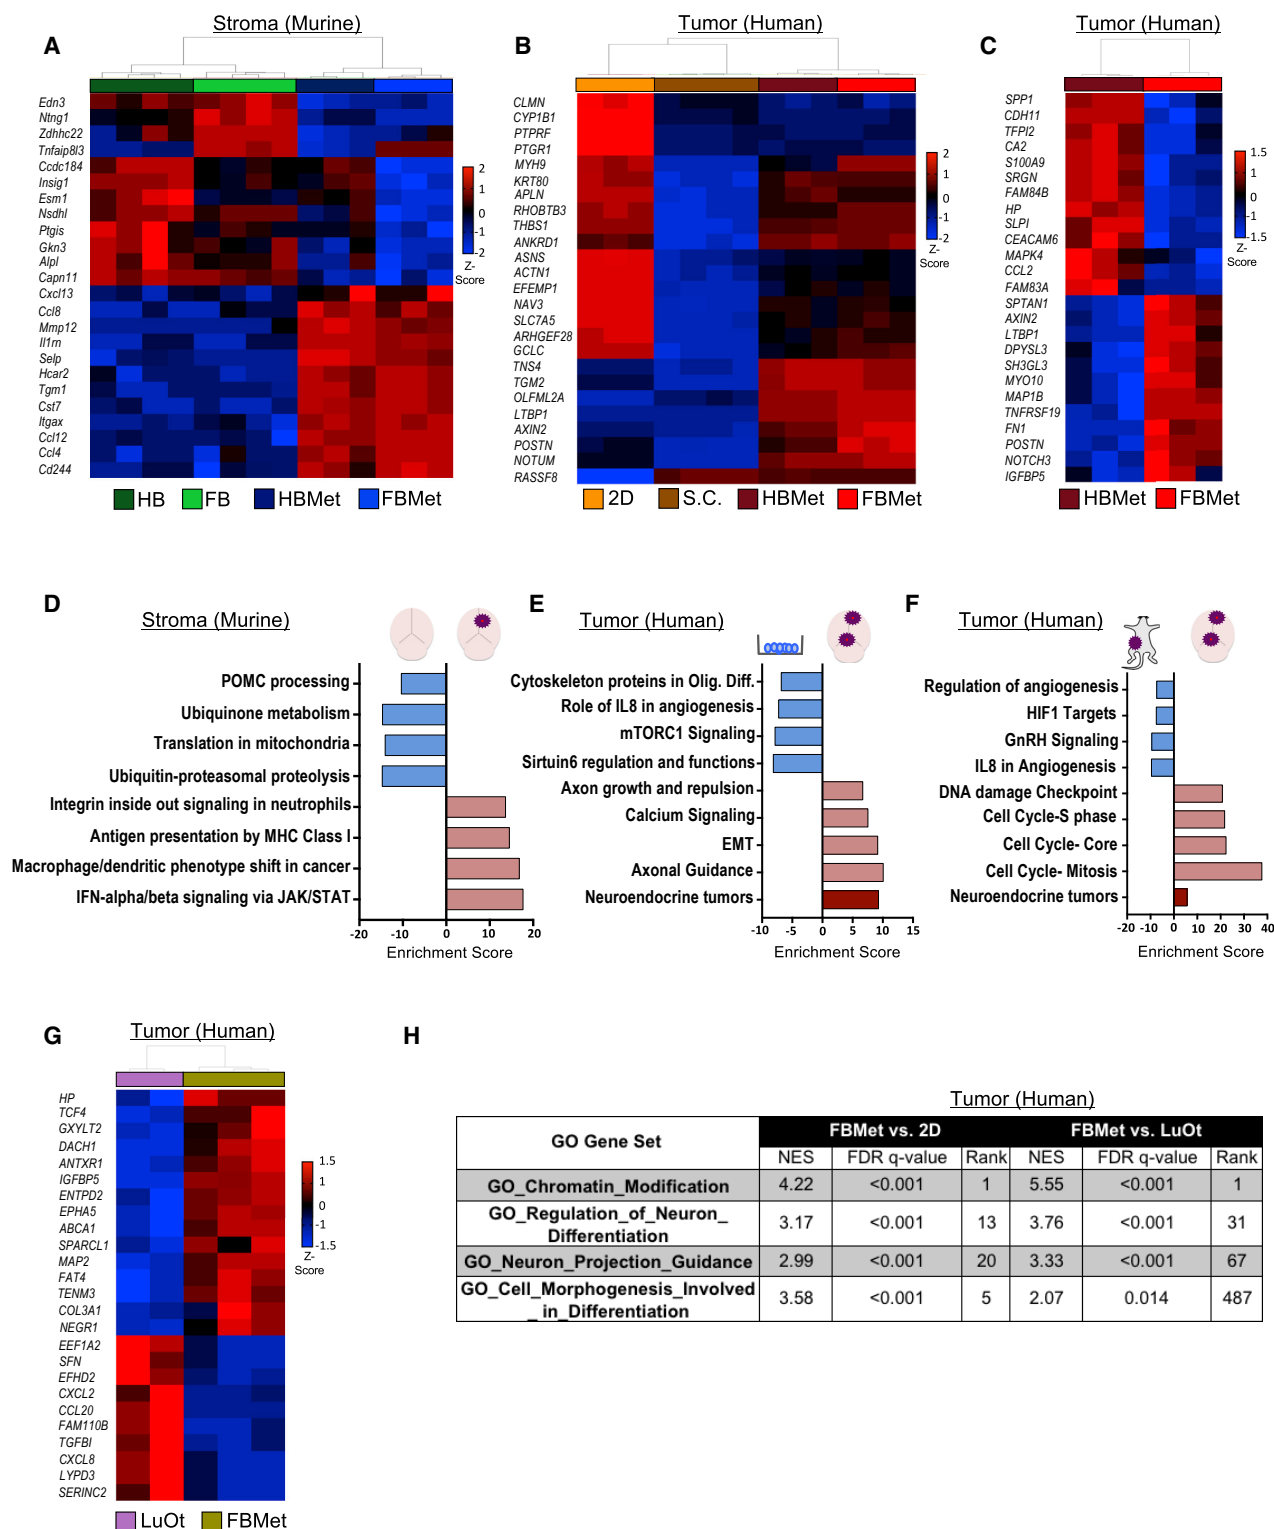 A
Stroma (Murine)
Edn3
Ntng1
Zdhhc22
Tnfaip8l3
Ccdc184
Insig1
Esm1
Nsdhl
Ptgis
Gkn3
Alpl
Capn11
Cxcl13
Ccl8
Mmp12
Il1rn
Selp
Hcar2
Tgm1
Cst7
Itgax
Ccl12
Ccl4
Cd244
2
1
0
-1
-2
Z-
Score
HB FB HBMet FBMet
B
Tumor (Human)
CLMN
CYP1B1
PTPRF
PTGR1
MYH9
KRT80
APLN
RHOBTB3
THBS1
ANKRD1
ASNS
ACTN1
EFEMP1
NAV3
SLC7A5
ARHGEF28
GCLC
TNS4
TGM2
OLFML2A
LTBP1
AXIN2
POSTN
NOTUM
RASSF8
2
1
0
-1
-2
Z-
Score
2D S.C. HBMet FBMet
C
Tumor (Human)
SPP1
CDH11
TFPI2
CA2
S100A9
SRGN
FAM84B
HP
SLPI
CEACAM6
MAPK4
CCL2
FAM83A
SPTAN1
AXIN2
LTBP1
DPYSL3
SH3GL3
MYO10
MAP1B
TNFRSF19
FN1
POSTN
NOTCH3
IGFBP5
1.5
1
0
-1
-1.5
Z-
Score
HBMet FBMet
D
Stroma (Murine)
POMC processing
Ubiquinone metabolism
Translation in mitochondria
Ubiquitin-proteasomal proteolysis
Integrin inside out signaling in neutrophils
Antigen presentation by MHC Class I
Macrophage/dendritic phenotype shift in cancer
IFN-alpha/beta signaling via JAK/STAT
-20 -10 0 10 20
Enrichment Score
E
Tumor (Human)
Cytoskeleton proteins in Olig. Diff.
Role of IL8 in angiogenesis
mTORC1 Signaling
Sirtuin6 regulation and functions
Axon growth and repulsion
Calcium Signaling
EMT
Axonal Guidance
Neuroendocrine tumors
-10 -5 0 5 10 15
Enrichment Score
F
Tumor (Human)
Regulation of angiogenesis
HIF1 Targets
GnRH Signaling
IL8 in Angiogenesis
DNA damage Checkpoint
Cell Cycle-S phase
Cell Cycle- Core
Cell Cycle- Mitosis
Neuroendocrine tumors
-20 -10 0 10 20 30 40
Enrichment Score
G
Tumor (Human)
HP
TCF4
GXYLT2
DACH1
ANTXR1
IGFBP5
ENTPD2
EPHA5
ABCA1
SPARCL1
MAP2
FAT4
TENM3
COL3A1
NEGR1
EEF1A2
SFN
EFHD2
CXCL2
CCL20
FAM110B
TGFBI
CXCL8
LYPD3
SERINC2
1.5
1
0
-1
-1.5
Z-
Score
LuOt FBMet
H
Tumor (Human)
GO Gene Set FBMet vs. 2D FBMet vs. LuOt
NES FDR q-value Rank NES FDR q-value Rank
GO_Chromatin_Modification 4.22 <0.001 1 5.55 <0.001 1
GO_Regulation_of_Neuron_
Differentiation 3.17 <0.001 13 3.76 <0.001 31
GO_Neuron_Projection_Guidance 2.99 <0.001 20 3.33 <0.001 67
GO_Cell_Morphogenesis_Involved
_in_Differentiation 3.58 <0.001 5 2.07 0.014 487